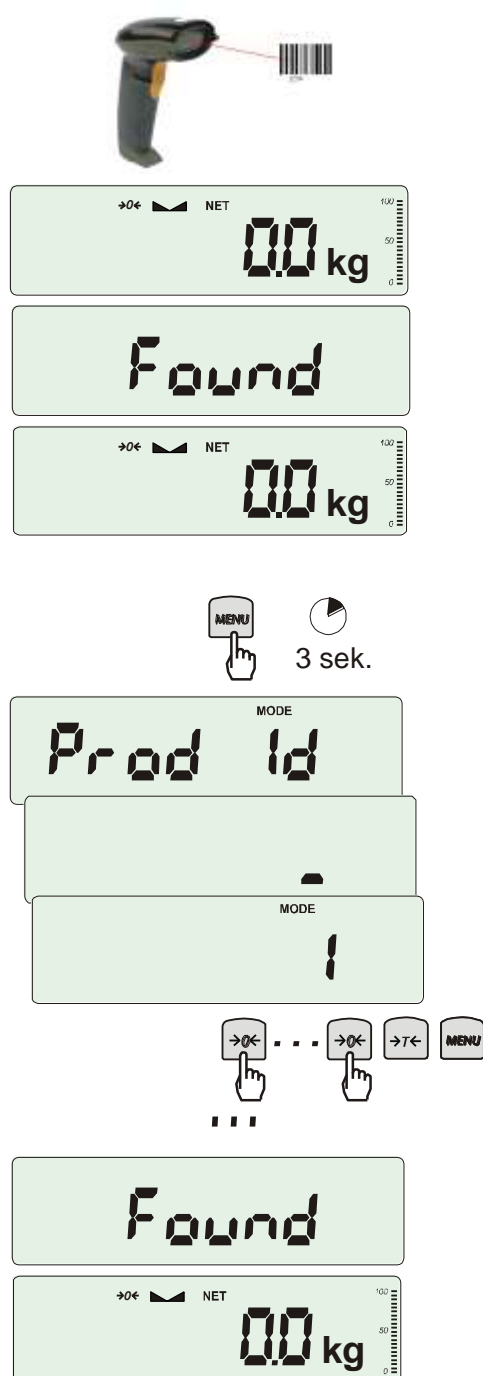 →0← NET 100
50
0
0.0 kg
Found
→0← NET 100
50
0
0.0 kg
MENU
3 sek.
MODE
Prod Id
-
MODE
1
→0← ... →0← →T← MENU
...
Found
→0← NET 100
50
0
0.0 kg